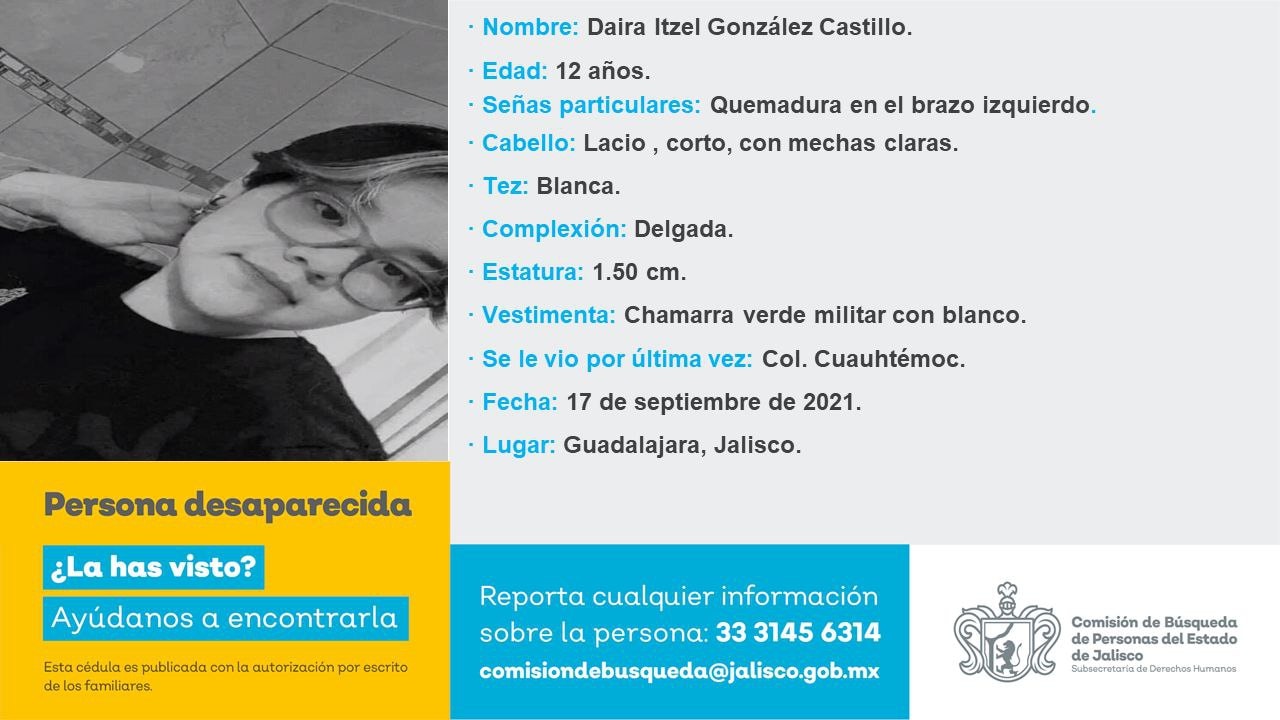 · Nombre: Daira Itzel González Castillo.
· Edad: 12 años.
· Señas particulares: Quemadura en el brazo izquierdo.
· Cabello: Lacio , corto, con mechas claras.
· Tez: Blanca.
· Complexión: Delgada.
· Estatura: 1.50 cm.
· Vestimenta: Chamarra verde militar con blanco.
· Se le vio por última vez: Col. Cuauhtémoc.
· Fecha: 17 de septiembre de 2021.
· Lugar: Guadalajara, Jalisco.
Persona desaparecida
¿La has visto?
Ayúdanos a encontrarla
Esta cédula es publicada con la autorización por escrito
de los familiares.
Reporta cualquier información
sobre la persona: 33 3145 6314
comisiondebusqueda@jalisco.gob.mx
Comisión de Búsqueda
de Personas del Estado
de Jalisco
Subsecretaría de Derechos Humanos